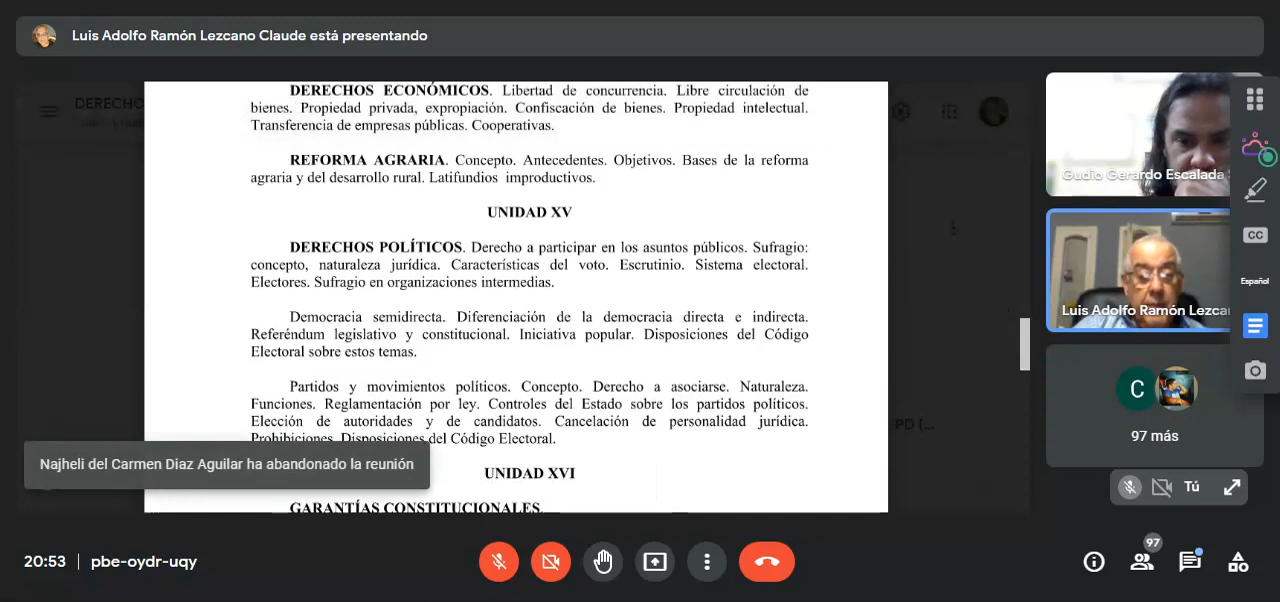 Luis Adolfo Ramón Lezcano Claude está presentando
DERECHO
DERECHOS ECONÓMICOS. Libertad de concurrencia. Libre circulación de
bienes. Propiedad privada, expropiación. Confiscación de bienes. Propiedad intelectual.
Transferencia de empresas públicas. Cooperativas.
REFORMA AGRARIA. Concepto. Antecedentes. Objetivos. Bases de la reforma
agraria y del desarrollo rural. Latifundios improductivos.
UNIDAD XV
DERECHOS POLÍTICOS. Derecho a participar en los asuntos públicos. Sufragio:
concepto, naturaleza jurídica. Características del voto. Escrutinio. Sistema electoral.
Electores. Sufragio en organizaciones intermedias.
Democracia semidirecta. Diferenciación de la democracia directa e indirecta.
Referéndum legislativo y constitucional. Iniciativa popular. Disposiciones del Código
Electoral sobre estos temas.
Partidos y movimientos políticos. Concepto. Derecho a asociarse. Naturaleza.
Funciones. Reglamentación por ley. Controles del Estado sobre los partidos políticos.
Elección de autoridades y de candidatos. Cancelación de personalidad jurídica.
Prohibiciones. Disposiciones del Código Electoral.
UNIDAD XVI
GARANTÍAS CONSTITUCIONALES.
PD (...
Najheli del Carmen Diaz Aguilar ha abandonado la reunión
Gudio Gerardo Escalada
Luis Adolfo Ramón Lezca
C
97 más
Tú
CC
Español
20:53 | pbe-oydr-uqy
97